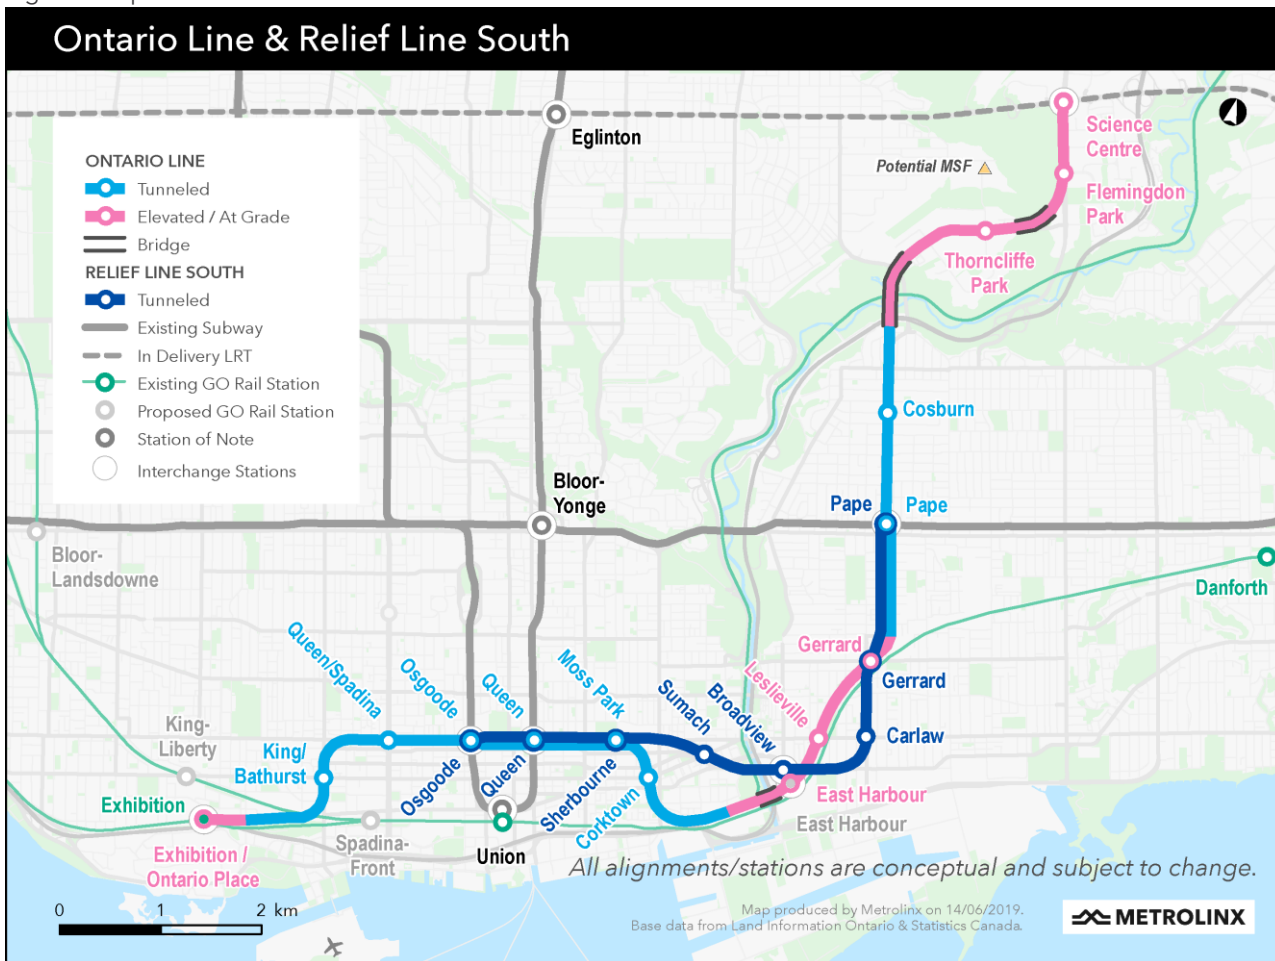 Ontario Line & Relief Line South
ONTARIO LINE
Tunneled
Elevated / At Grade
Bridge
RELIEF LINE SOUTH
Tunneled
Existing Subway
In Delivery LRT
Existing GO Rail Station
Proposed GO Rail Station
Station of Note
Interchange Stations
Eglinton
Potential MSF
Science
Centre
Flemingdon
Park
Thorncliffe
Park
Cosburn
Bloor-
Yonge
Pape
Pape
Bloor-
Landsdowne
Danforth
Queen/Spadina
Osgoode
Queen
Moss Park
Sumach
Broadview
Leslieville
Gerrard
Gerrard
Carlaw
King-
Liberty
King/
Bathurst
Osgoode
Queen
Sherbourne
Corktown
East Harbour
East Harbour
Exhibition
Exhibition /
Ontario Place
Spadina-
Front
Union
All alignments/stations are conceptual and subject to change.
0 1 2 km
Map produced by Metrolinx on 14/06/2019.
Base data from Land Information Ontario & Statistics Canada.
METROLINX